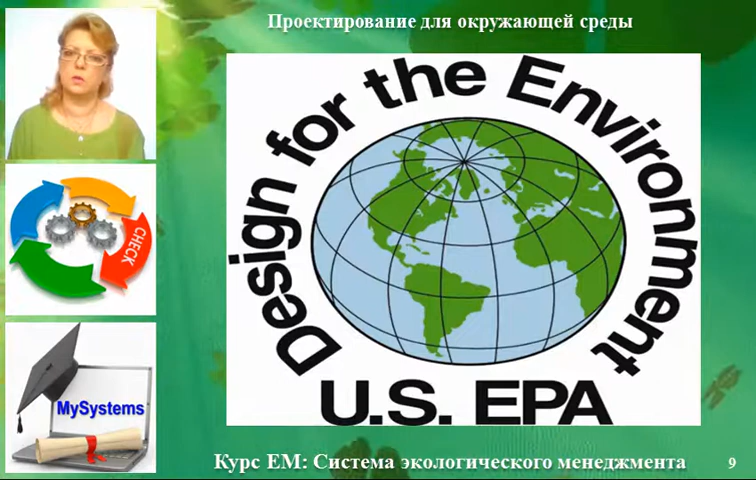 Проектирование для окружающей среды
Design for the Environment
U.S. EPA
CHECK
MySystems
Курс ЕМ: Система экологического менеджмента
9